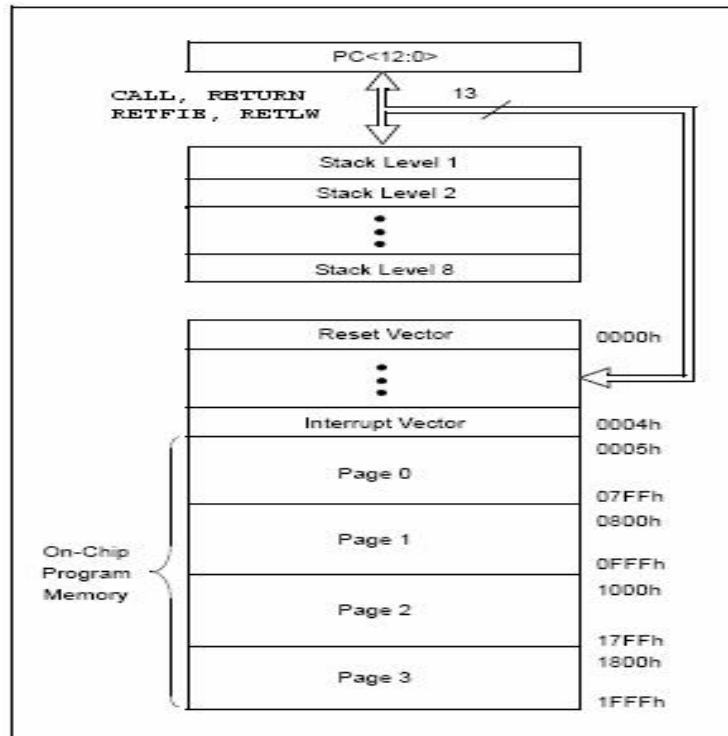 PC<12:0>
CALL, RETURN
RETFIE, RETLW
13
Stack Level 1
Stack Level 2
Stack Level 8
Reset Vector
0000h
Interrupt Vector
0004h
0005h
Page 0
07FFh
0800h
Page 1
0FFFh
On-Chip
Program
Memory
1000h
Page 2
17FFh
1800h
Page 3
1FFFh